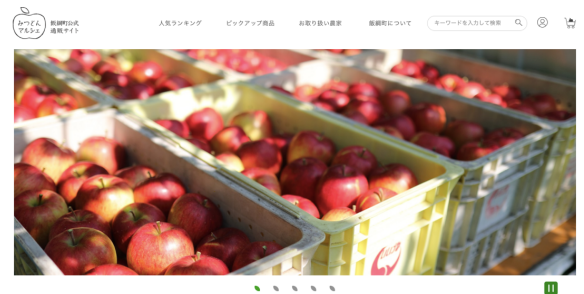 みつどん
マルシェ
飯綱町公式
通販サイト
人気ランキング
ピックアップ商品
お取り扱い農家
飯綱町について
キーワードを入力して検索